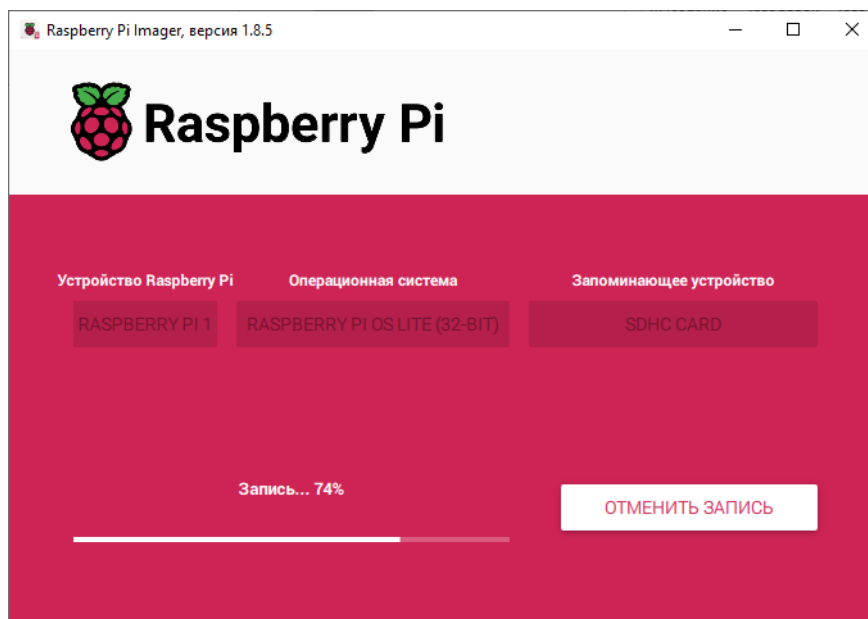 Raspberry Pi Imager, версия 1.8.5
Raspberry Pi
Устройство Raspberry Pi
Операционная система
Запоминающее устройство
RASPBERRY PI 1
RASPBERRY PI OS LITE (32-BIT)
SDHC CARD
Запись... 74%
ОТМЕНИТЬ ЗАПИСЬ